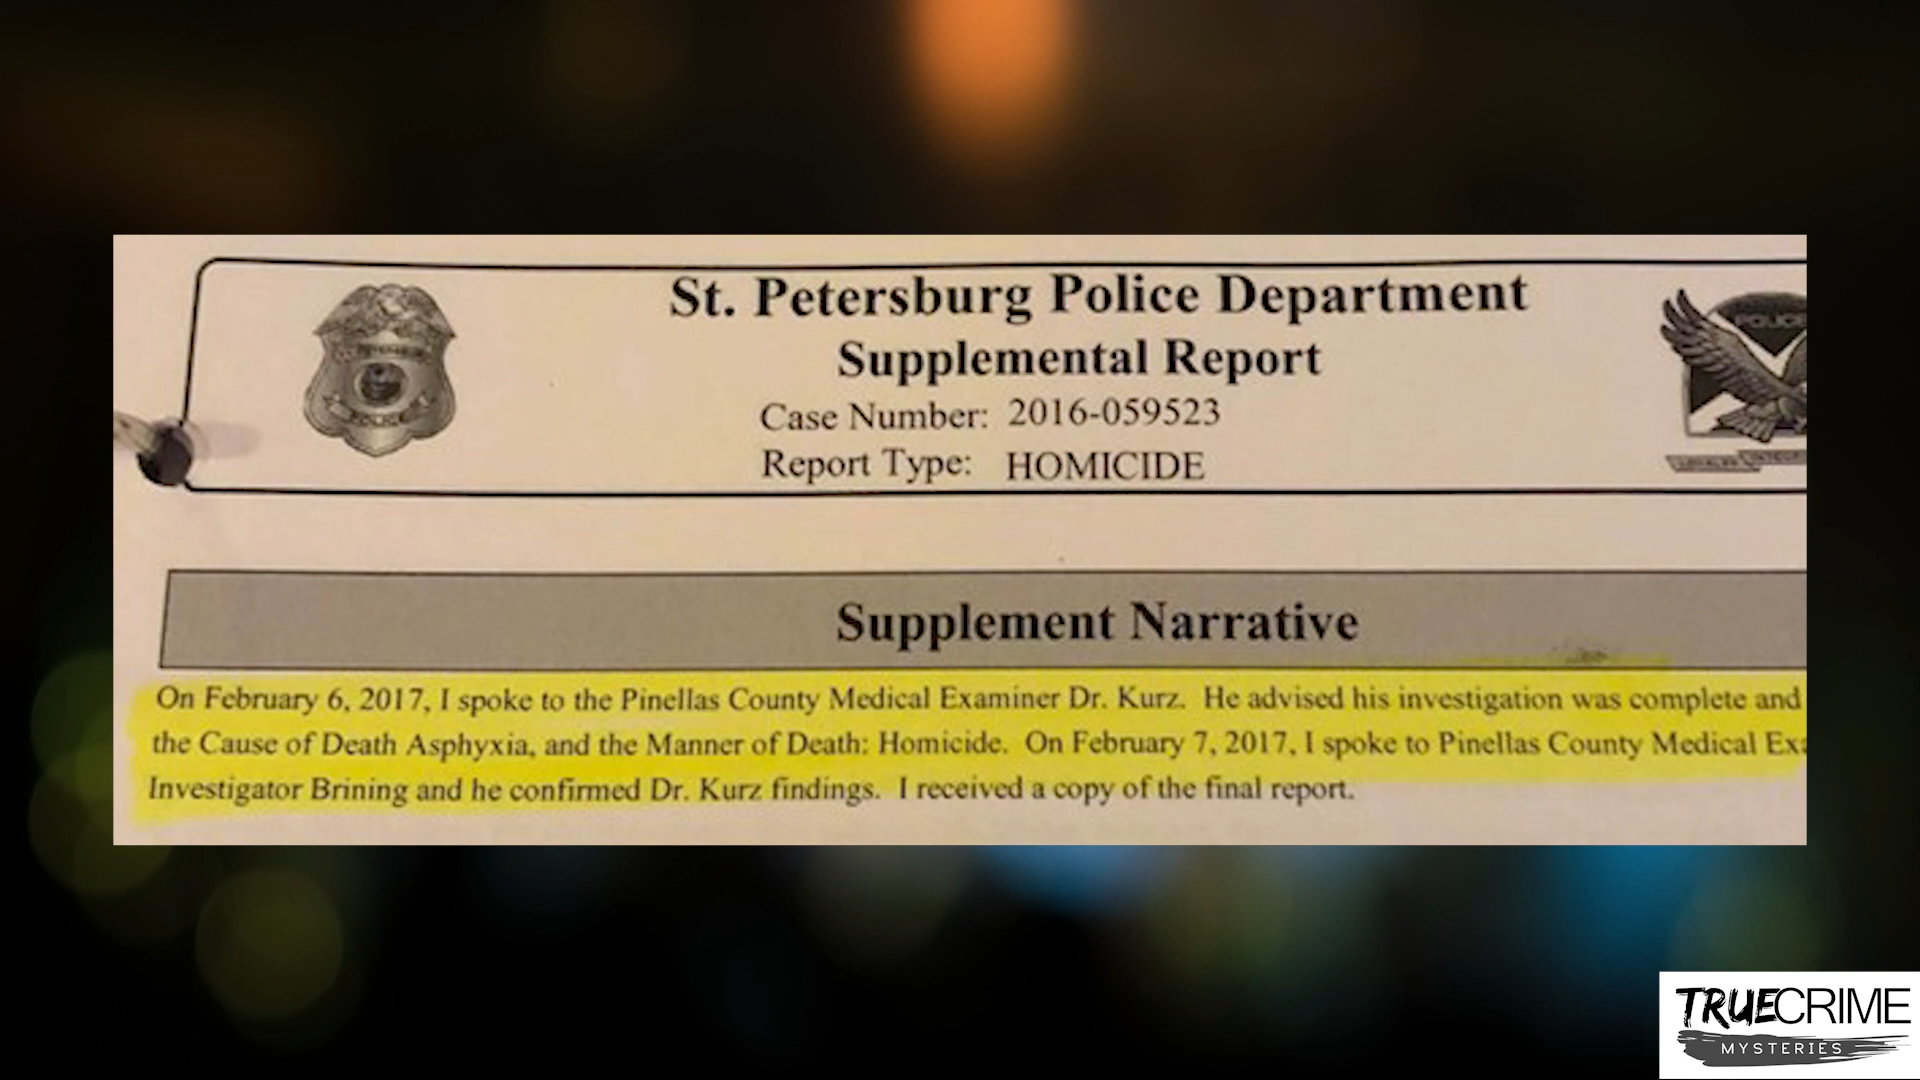 St. Petersburg Police Department
Supplemental Report
Case Number: 2016-059523
Report Type: HOMICIDE
POLICE
Supplement Narrative
On February 6, 2017, I spoke to the Pinellas County Medical Examiner Dr. Kurz. He advised his investigation was complete and
the Cause of Death Asphyxia, and the Manner of Death: Homicide. On February 7, 2017, I spoke to Pinellas County Medical
Investigator Brining and he confirmed Dr. Kurz findings. I received a copy of the final report.
TRUECRIME
MYSTERIES